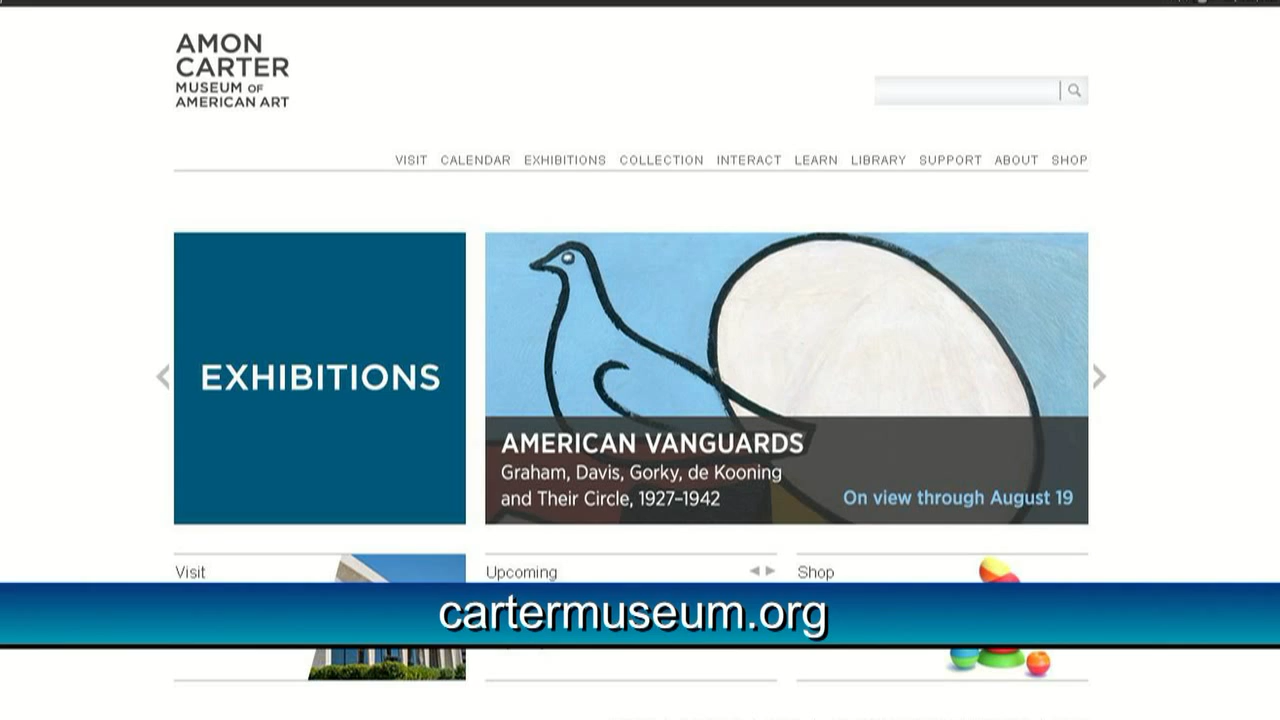 AMON
CARTER
MUSEUM OF
AMERICAN ART
VISIT CALENDAR EXHIBITIONS COLLECTION INTERACT LEARN LIBRARY SUPPORT ABOUT SHOP
EXHIBITIONS
AMERICAN VANGUARDS
Graham, Davis, Gorky, de Kooning
and Their Circle, 1927–1942
On view through August 19
Visit
Upcoming
Shop
cartermuseum.org